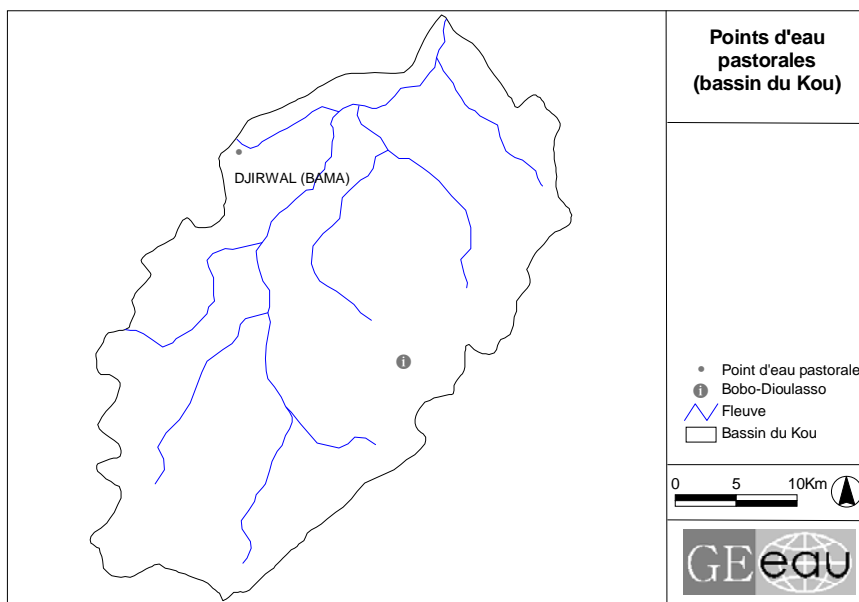 Points d'eau
pastorales
(bassin du Kou)
DJIRWAL (BAMA)
i
i
Point d'eau pastorale
Bobo-Dioulasso
Fleuve
Bassin du Kou
0 5 10Km
GEeau